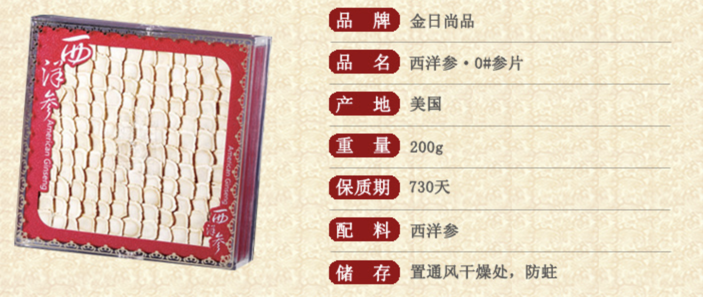 西洋参
American Ginseng
American Ginseng
西洋参
品 牌 金日尚品
品 名 西洋参·0#参片
产 地 美国
重 量 200g
保质期 730天
配 料 西洋参
储 存 置通风干燥处，防蛀